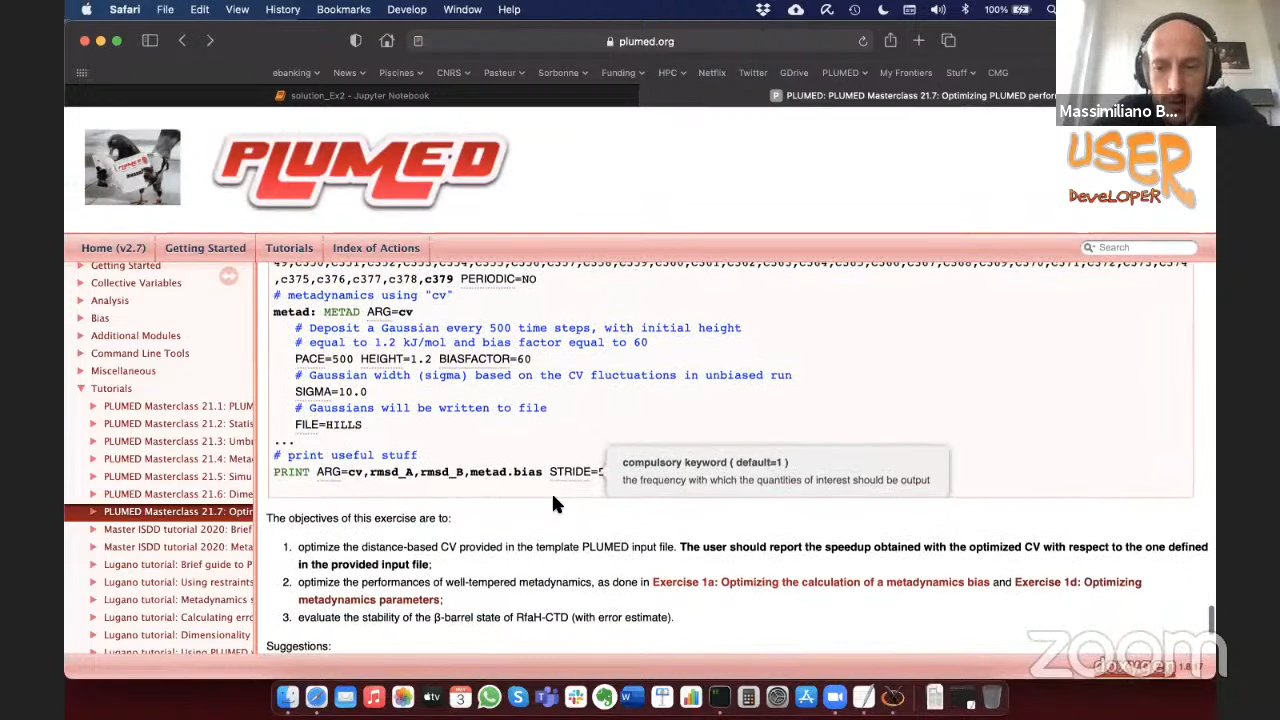 Safari File Edit View History Bookmarks Develop Window Help 100%
plumed.org
ebanking News Piscines CNRS Pasteur Sorbonne Funding HPC Netflix Twitter GDrive PLUMED My Frontiers Stuff CMG
solution_Ex2 – Jupyter Notebook
PLUMED: PLUMED Masterclass 21.7: Optimizing PLUMED perfor
Massimiliano B...
PLUMED
USER
DEVELOPER
Home (v2.7) Getting Started Tutorials Index of Actions
Search
Getting Started
Collective Variables
Analysis
Bias
Additional Modules
Command Line Tools
Miscellaneous
Tutorials
PLUMED Masterclass 21.1: PLUM
PLUMED Masterclass 21.2: Statis
PLUMED Masterclass 21.3: Umbr
PLUMED Masterclass 21.4: Meta
PLUMED Masterclass 21.5: Simu
PLUMED Masterclass 21.6: Dime
PLUMED Masterclass 21.7: Optir
Master ISDD tutorial 2020: Brief
Master ISDD tutorial 2020: Meta
Lugano tutorial: Brief guide to P
Lugano tutorial: Using restraints
Lugano tutorial: Metadynamics s
Lugano tutorial: Calculating erro
Lugano tutorial: Dimensionality
Lugano tutorial: Using PLUMED
,c375,c376,c377,c378,c379 PERIODIC=NO
# metadynamics using "cv"
metad: METAD ARG=cv
# Deposit a Gaussian every 500 time steps, with initial height
# equal to 1.2 kJ/mol and bias factor equal to 60
PACE=500 HEIGHT=1.2 BIASFACTOR=60
# Gaussian width (sigma) based on the CV fluctuations in unbiased run
SIGMA=10.0
# Gaussians will be written to file
FILE=HILLS
...
# print useful stuff
PRINT ARG=cv,rmsd_A,rmsd_B,metad.bias STRIDE=
compulsory keyword ( default=1 )
the frequency with which the quantities of interest should be output
The objectives of this exercise are to:
1. optimize the distance-based CV provided in the template PLUMED input file. The user should report the speedup obtained with the optimized CV with respect to the one defined
in the provided input file;
2. optimize the performances of well-tempered metadynamics, as done in Exercise 1a: Optimizing the calculation of a metadynamics bias and Exercise 1d: Optimizing
metadynamics parameters;
3. evaluate the stability of the β-barrel state of RfaH-CTD (with error estimate).
Suggestions:
zoom
doxygen 1.8.17